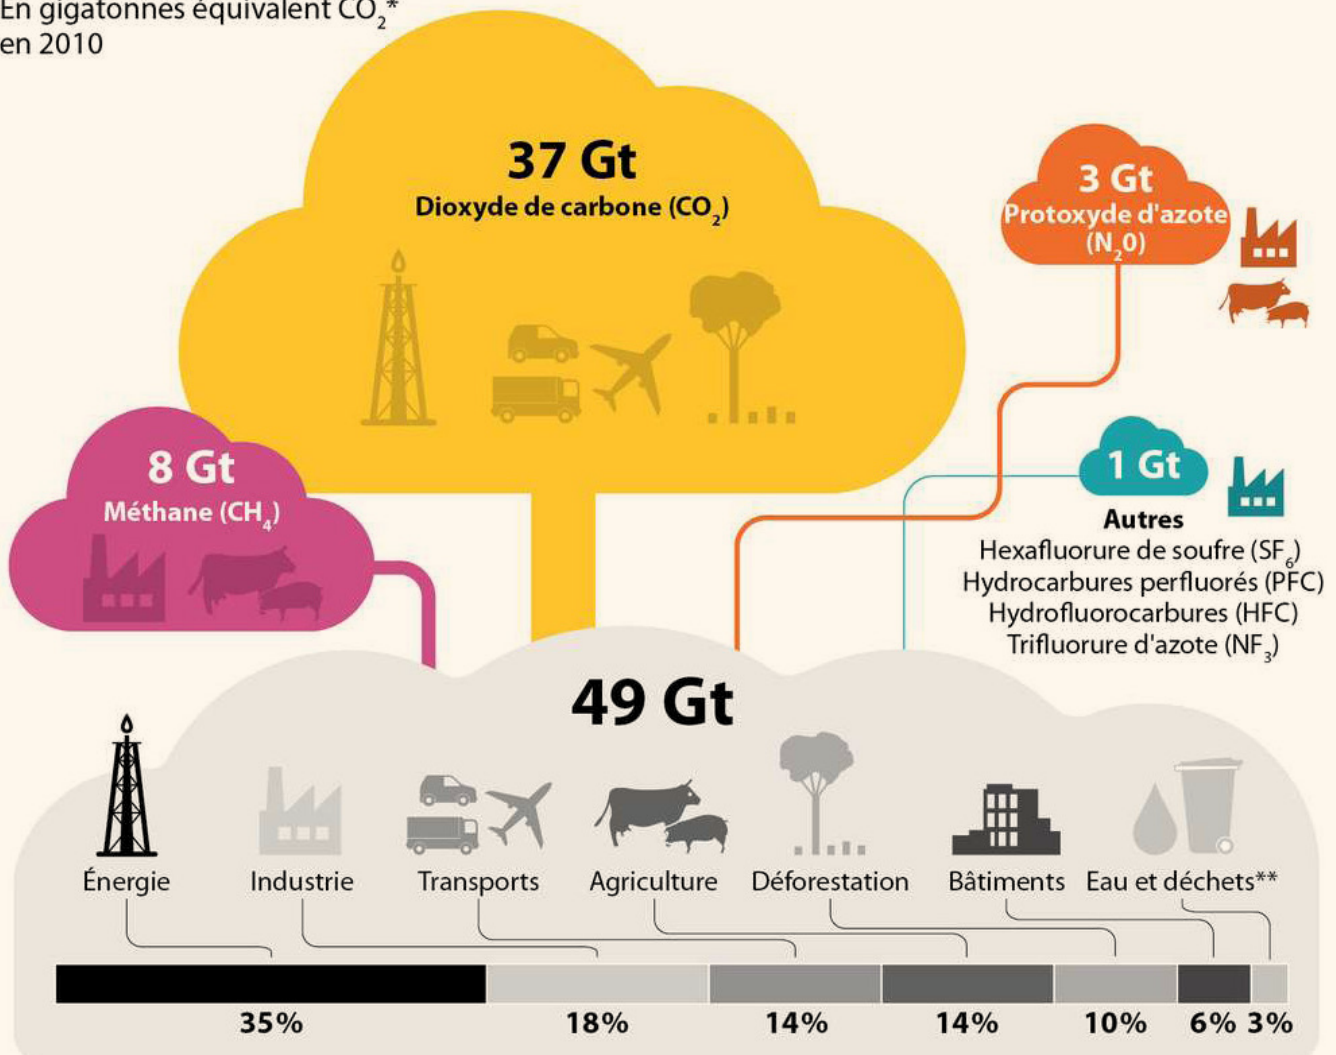 En gigatonnes équivalent CO₂*
en 2010
37 Gt
Dioxyde de carbone (CO₂)
3 Gt
Protoxyde d'azote
(N₂0)
8 Gt
Méthane (CH₄)
1 Gt
Autres
Hexafluorure de soufre (SF₆)
Hydrocarbures perfluorés (PFC)
Hydrofluorocarbures (HFC)
Trifluorure d'azote (NF₃)
49 Gt
Énergie Industrie Transports Agriculture Déforestation Bâtiments Eau et déchets**
35% 18% 14% 14% 10% 6% 3%